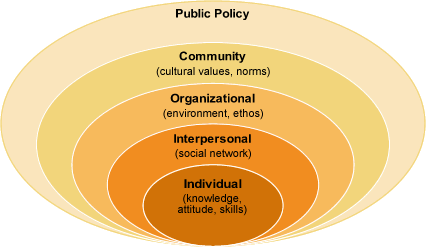 Public Policy
Community
(cultural values, norms)
Organizational
(environment, ethos)
Interpersonal
(social network)
Individual
(knowledge,
attitude, skills)